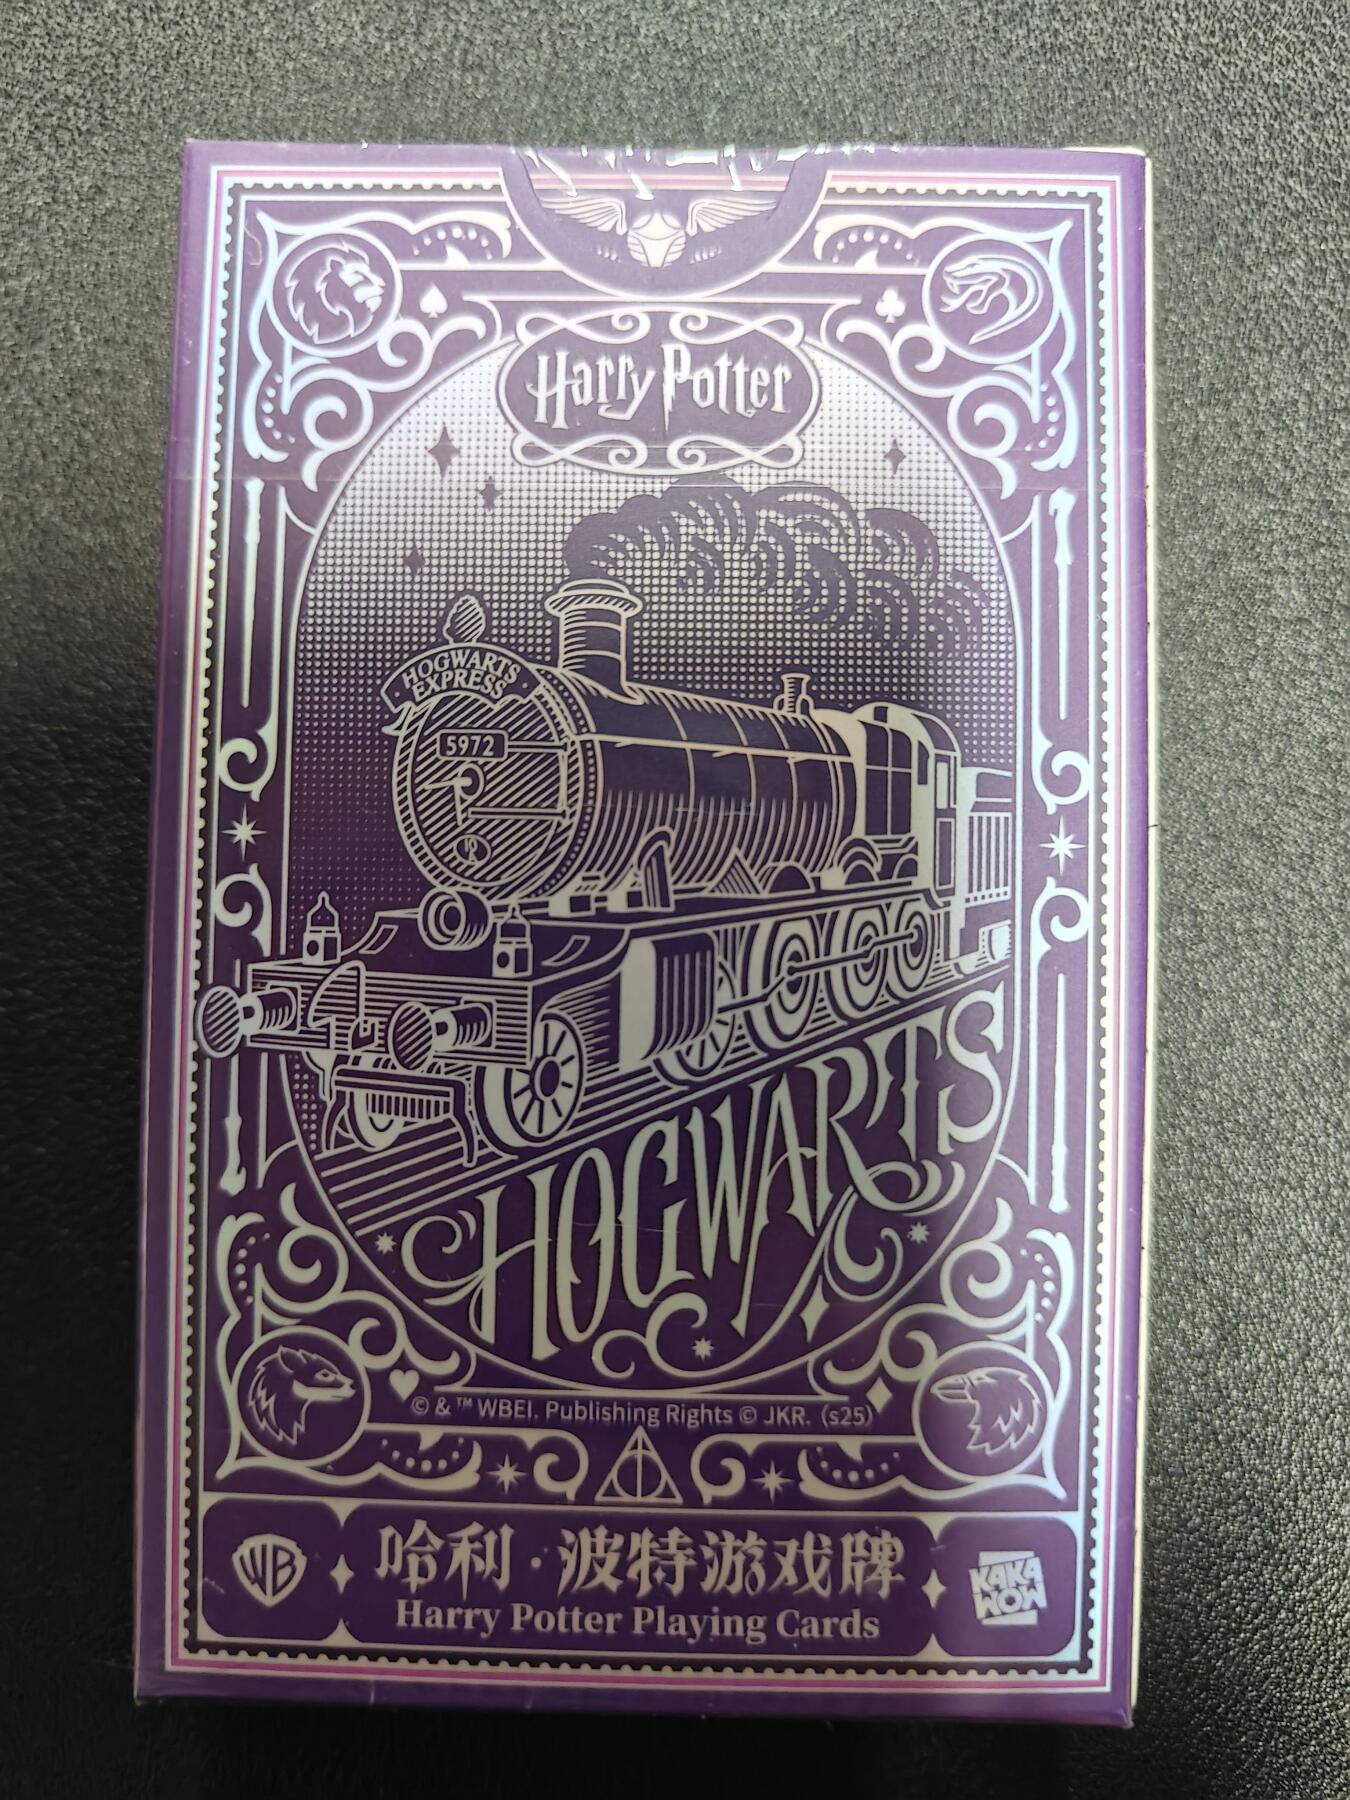 Harry Potter
HOGWARTS
EXPRESS
5972
HOGWARTS
© & ™ WBEI. Publishing Rights © JKR. (s25)
WB
哈利·波特游戏牌
Harry Potter Playing Cards
KAKA
WOW